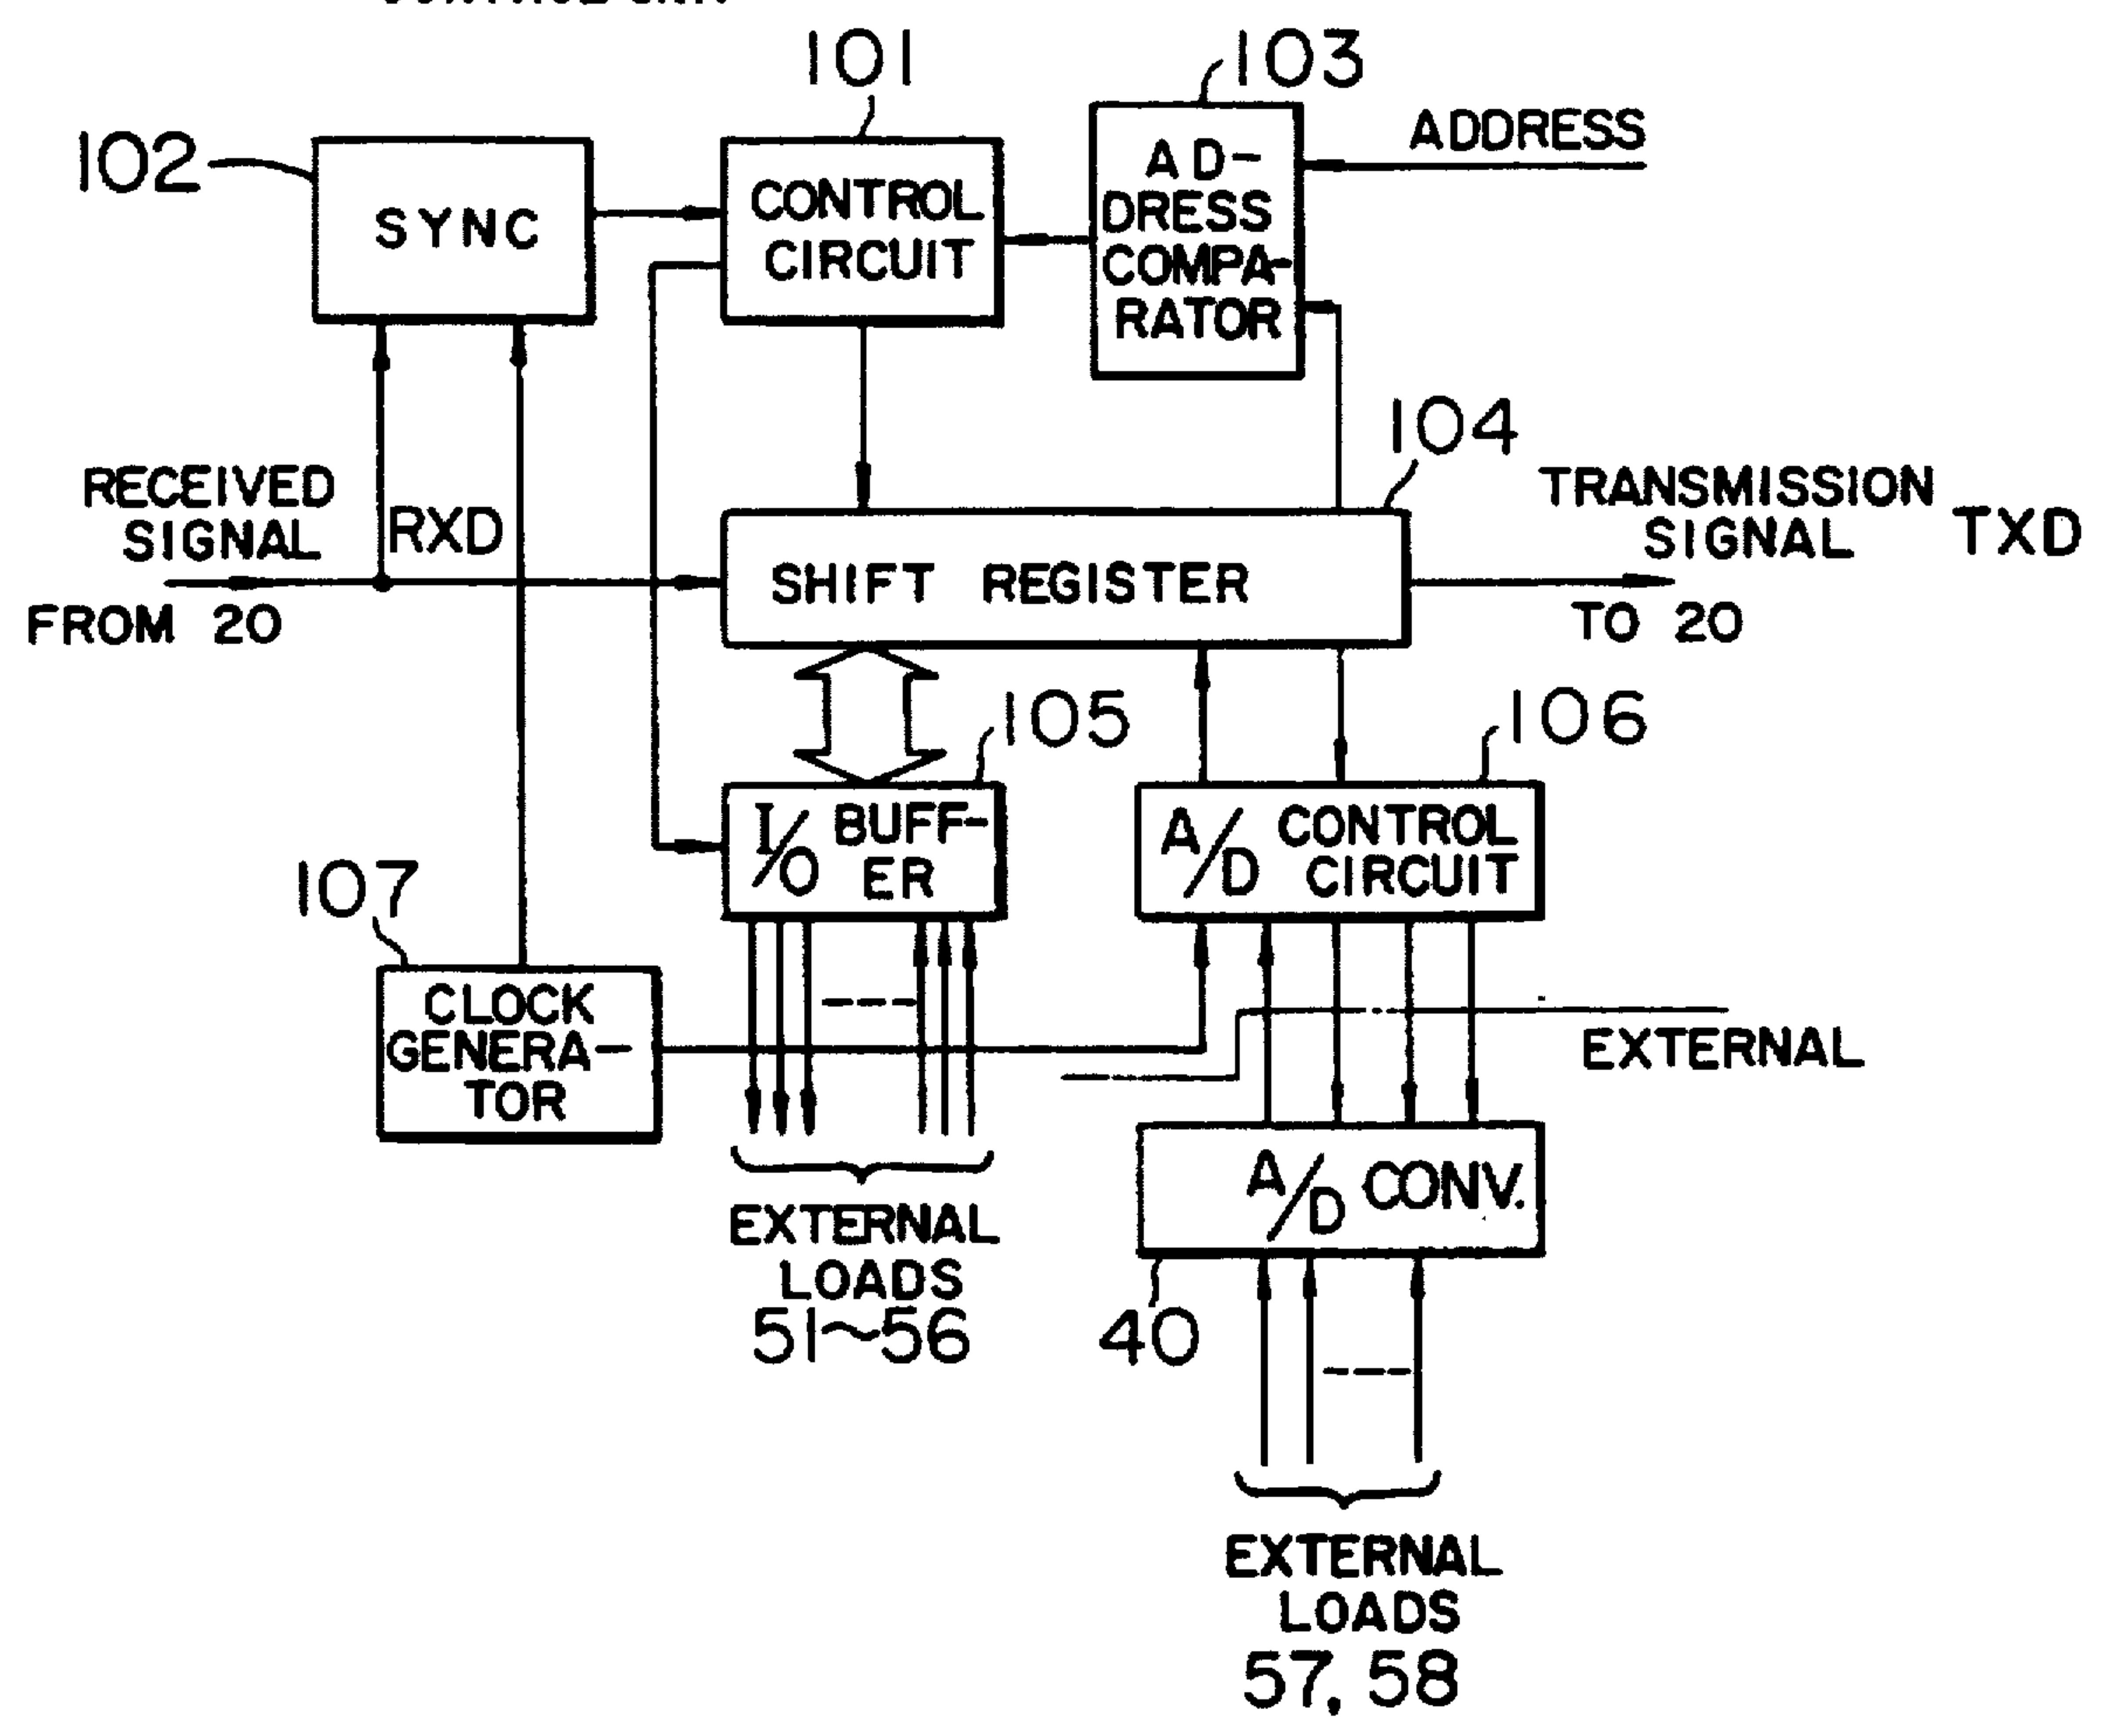 101
103
102
ADDRESS
SYNC
CONTROL
CIRCUIT
AD-
DRESS
COMPA-
RATOR
104
RECEIVED
SIGNAL
RXD
TRANSMISSION
SIGNAL TXD
SHIFT REGISTER
FROM 20
TO 20
105
106
I/O BUFF-
ER
A/D CONTROL
CIRCUIT
107
CLOCK
GENERA-
TOR
EXTERNAL
A/D CONV.
EXTERNAL
LOADS
51~56
40
EXTERNAL
LOADS
57, 58